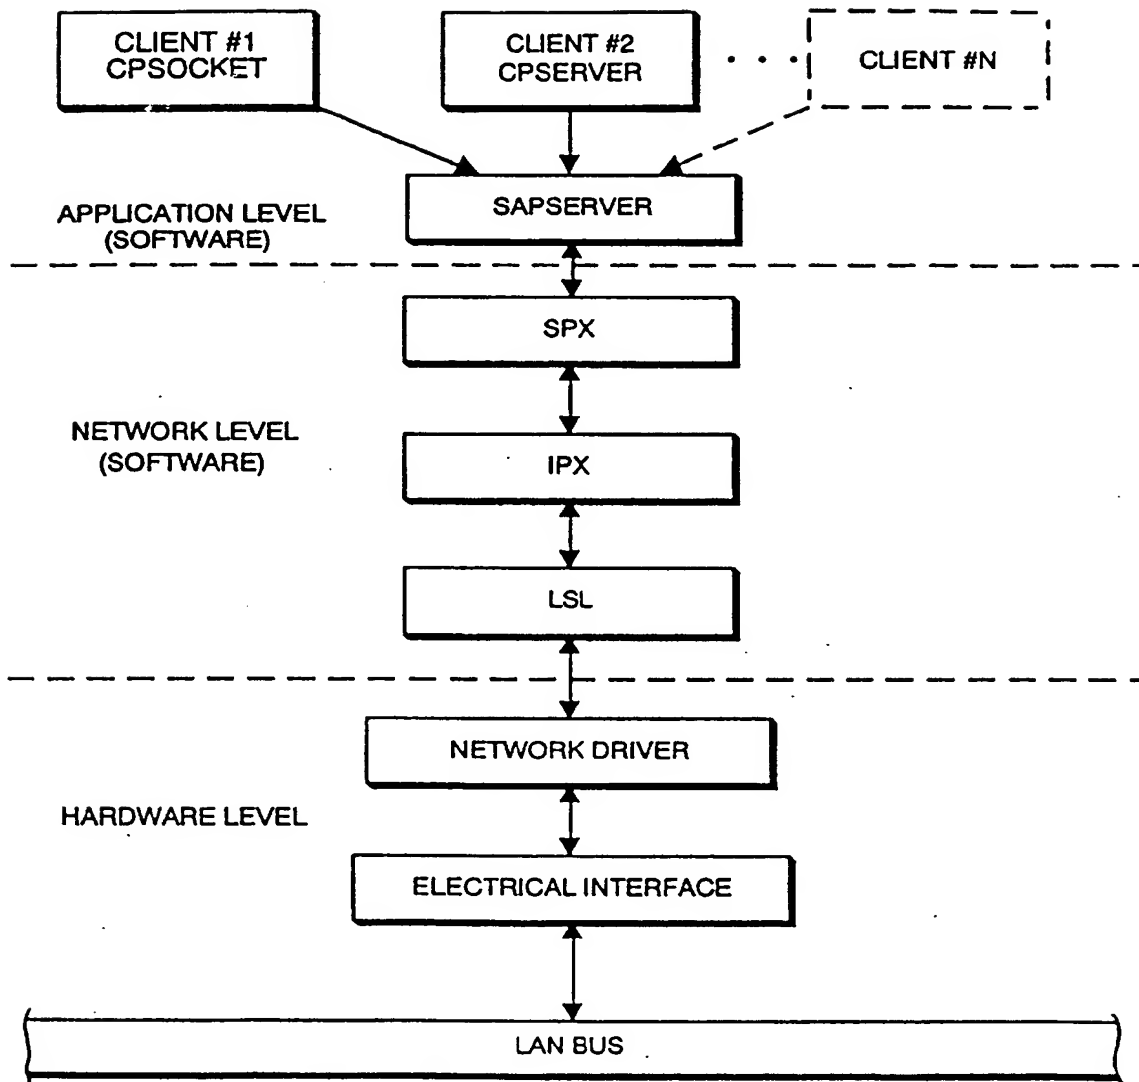 CLIENT #1
CPSOCKET
CLIENT #2
CPSERVER
CLIENT #N
SAPSERVER
APPLICATION LEVEL
(SOFTWARE)
SPX
NETWORK LEVEL
(SOFTWARE)
IPX
LSL
NETWORK DRIVER
HARDWARE LEVEL
ELECTRICAL INTERFACE
LAN BUS